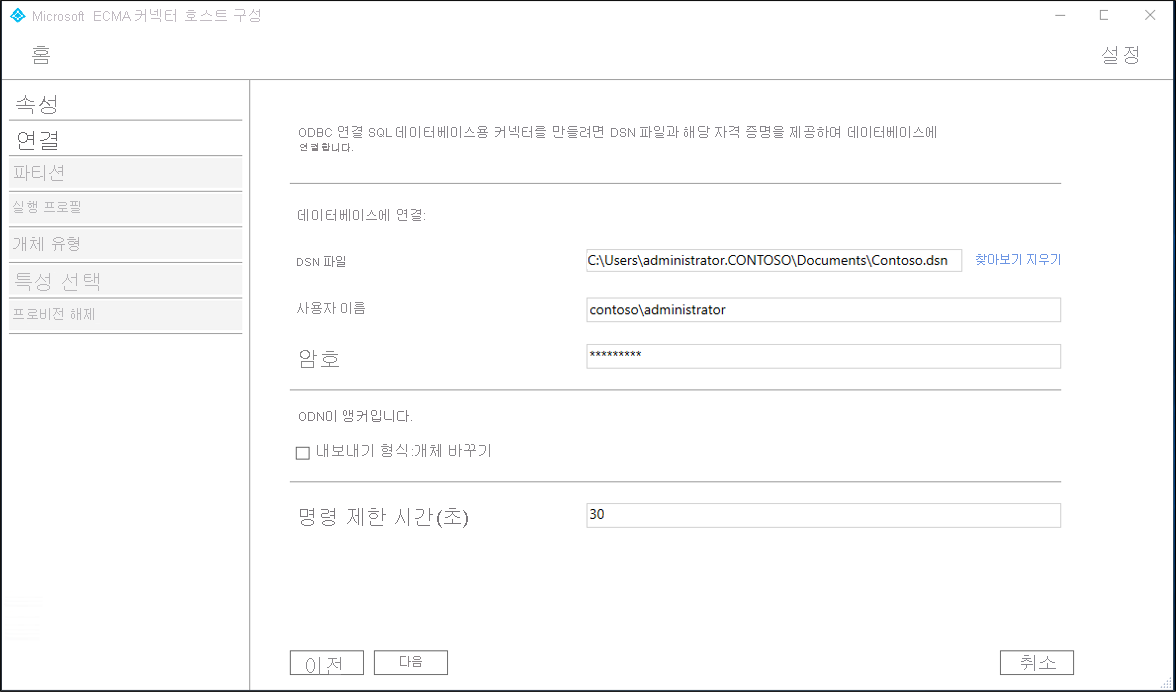 Microsoft ECMA 커넥터 호스트 구성
홈
설정
속성
연결
파티션
실행 프로필
개체 유형
특성 선택
프로비전 해제
ODBC 연결 SQL 데이터베이스용 커넥터를 만들려면 DSN 파일과 해당 자격 증명을 제공하여 데이터베이스에
연결합니다.
데이터베이스에 연결:
DSN 파일
C:\Users\administrator.CONTOSO\Documents\Contoso.dsn
찾아보기 지우기
사용자 이름
contoso\administrator
암호
*********
ODN이 앵커입니다.
내보내기 형식:개체 바꾸기
명령 제한 시간(초)
30
이전
다음
취소